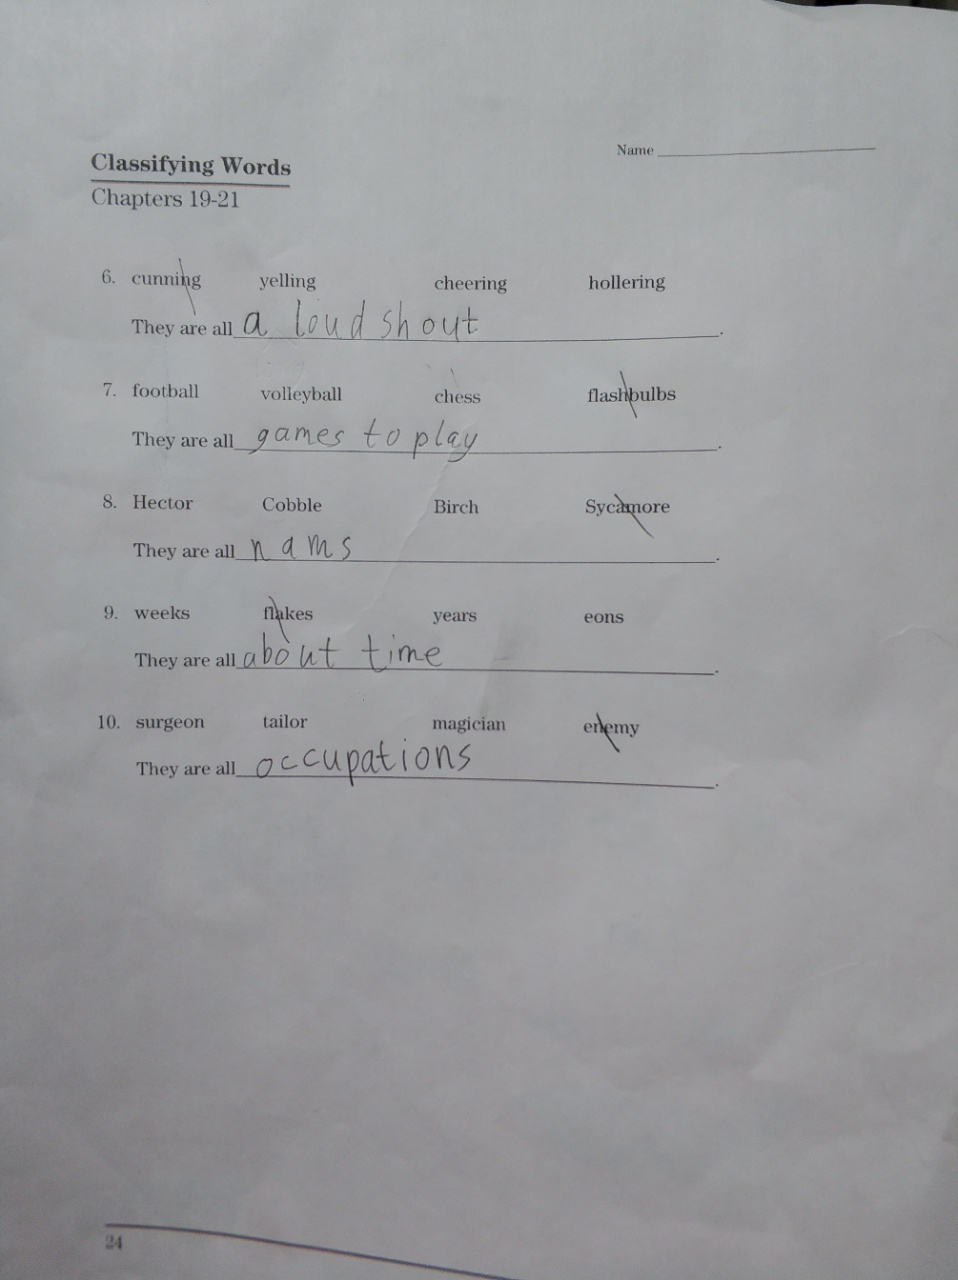 Name
Classifying Words
Chapters 19-21
6. cunning yelling cheering hollering
They are all a loud shout.
7. football volleyball chess flashbulbs
They are all games to play.
8. Hector Cobble Birch Sycamore
They are all nams.
9. weeks flakes years eons
They are all about time.
10. surgeon tailor magician enemy
They are all occupations.
24